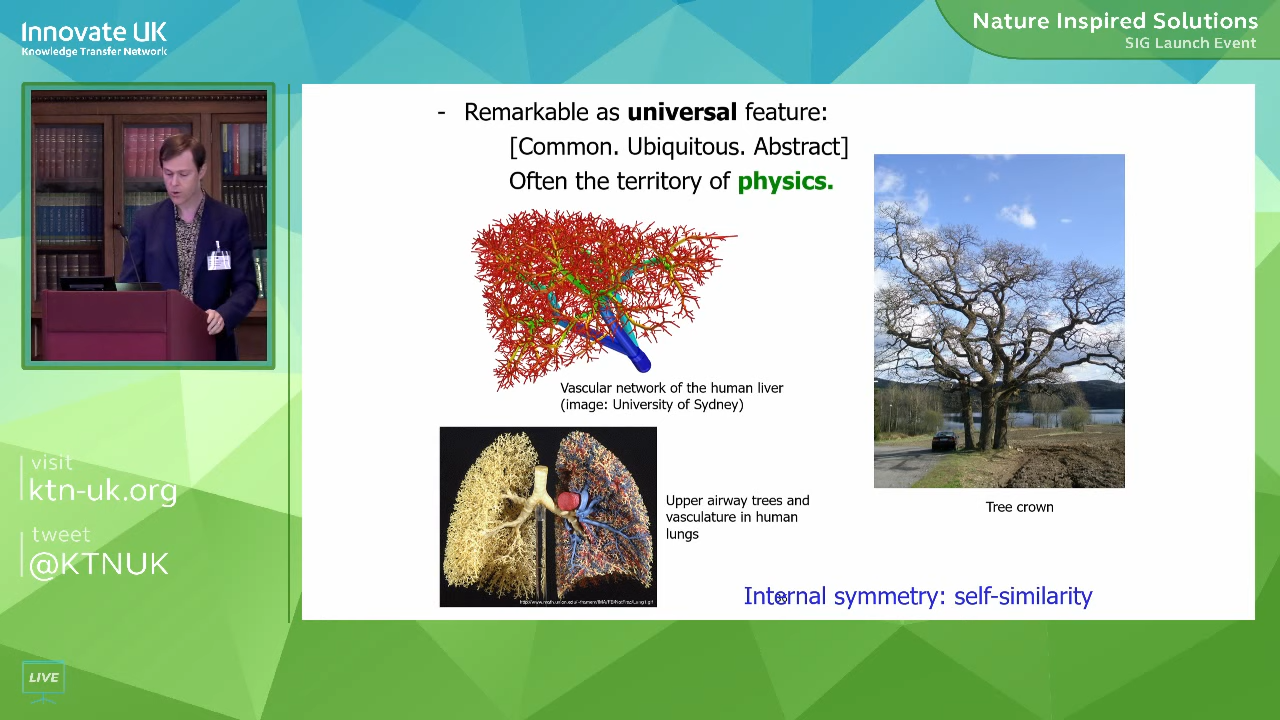 Innovate UK
Knowledge Transfer Network
Nature Inspired Solutions
SIG Launch Event
- Remarkable as universal feature:
[Common. Ubiquitous. Abstract]
Often the territory of physics.
Vascular network of the human liver
(image: University of Sydney)
Upper airway trees and
vasculature in human
lungs
Tree crown
Internal symmetry: self-similarity
visit
ktn-uk.org
tweet
@KTNUK
LIVE